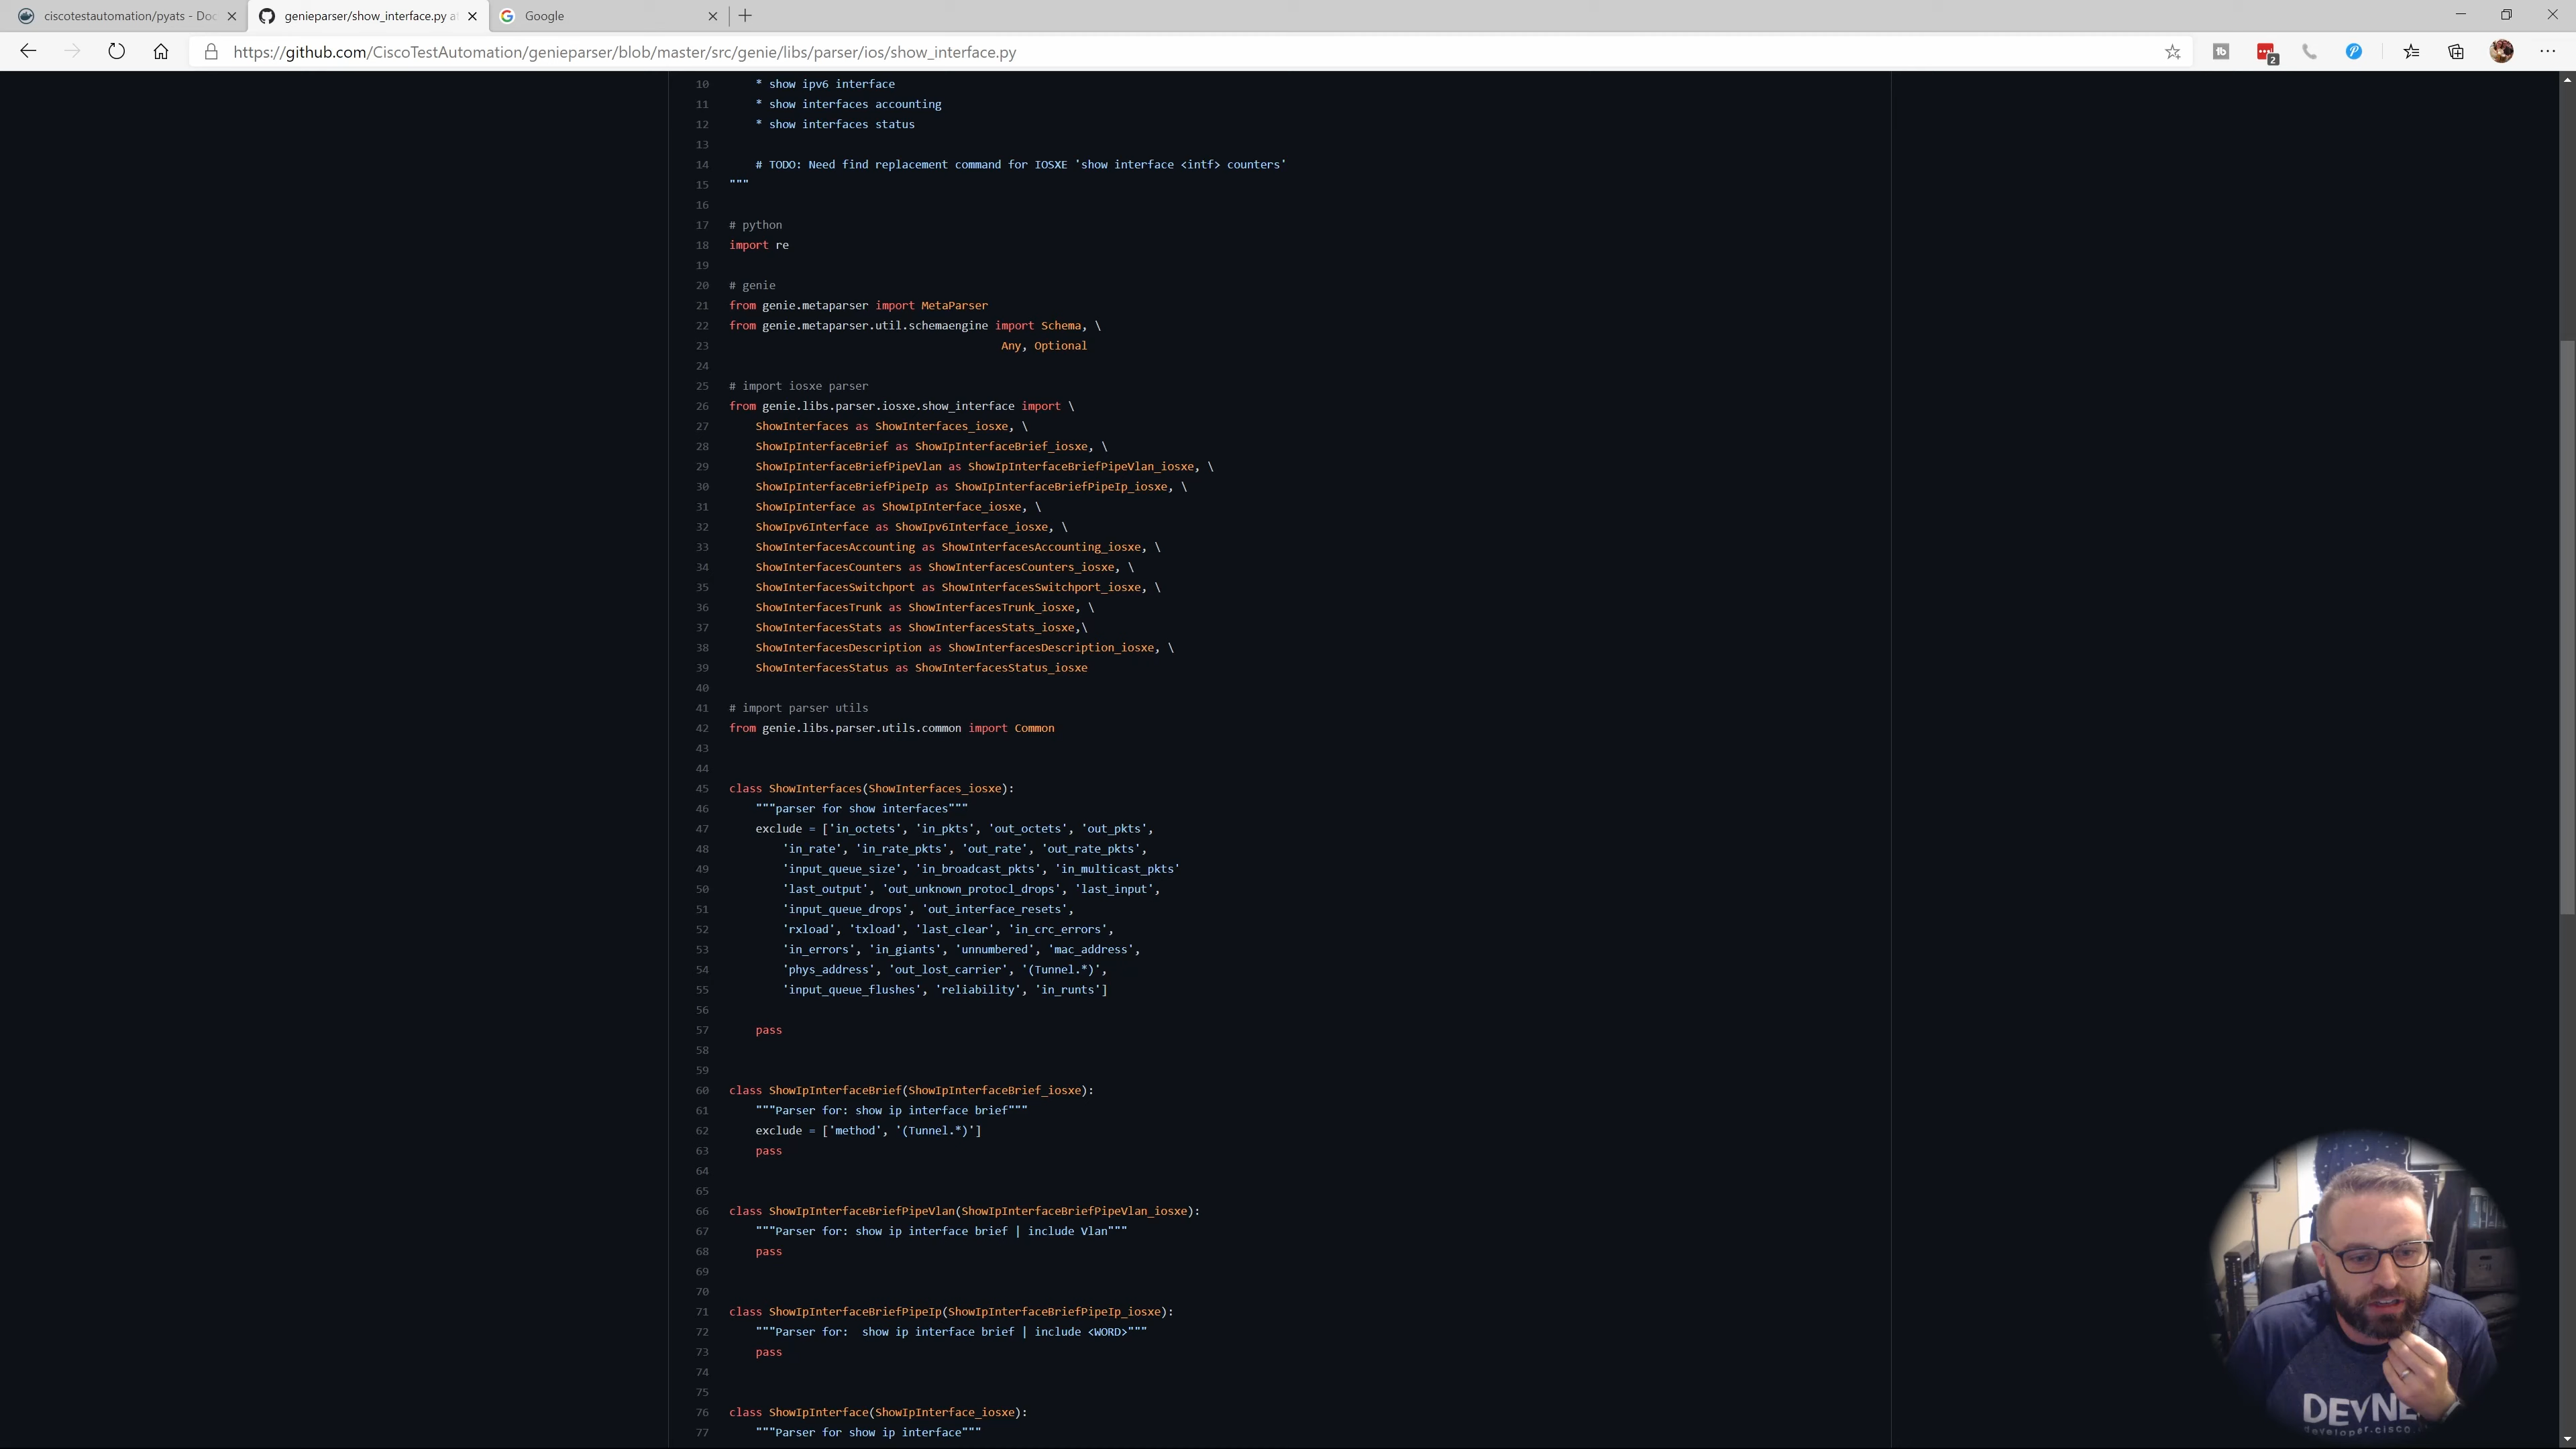 ciscotestautomation/pyats - Doc
genieparser/show_interface.py at
Google
https://github.com/CiscoTestAutomation/genieparser/blob/master/src/genie/libs/parser/ios/show_interface.py
2
10 * show ipv6 interface
11 * show interfaces accounting
12 * show interfaces status
13
14 # TODO: Need find replacement command for IOSXE 'show interface <intf> counters'
15 """
16
17 # python
18 import re
19
20 # genie
21 from genie.metaparser import MetaParser
22 from genie.metaparser.util.schemaengine import Schema, \
23 Any, Optional
24
25 # import iosxe parser
26 from genie.libs.parser.iosxe.show_interface import \
27 ShowInterfaces as ShowInterfaces_iosxe, \
28 ShowIpInterfaceBrief as ShowIpInterfaceBrief_iosxe, \
29 ShowIpInterfaceBriefPipeVlan as ShowIpInterfaceBriefPipeVlan_iosxe, \
30 ShowIpInterfaceBriefPipeIp as ShowIpInterfaceBriefPipeIp_iosxe, \
31 ShowIpInterface as ShowIpInterface_iosxe, \
32 ShowIpv6Interface as ShowIpv6Interface_iosxe, \
33 ShowInterfacesAccounting as ShowInterfacesAccounting_iosxe, \
34 ShowInterfacesCounters as ShowInterfacesCounters_iosxe, \
35 ShowInterfacesSwitchport as ShowInterfacesSwitchport_iosxe, \
36 ShowInterfacesTrunk as ShowInterfacesTrunk_iosxe, \
37 ShowInterfacesStats as ShowInterfacesStats_iosxe,\
38 ShowInterfacesDescription as ShowInterfacesDescription_iosxe, \
39 ShowInterfacesStatus as ShowInterfacesStatus_iosxe
40
41 # import parser utils
42 from genie.libs.parser.utils.common import Common
43
44
45 class ShowInterfaces(ShowInterfaces_iosxe):
46 """parser for show interfaces"""
47 exclude = ['in_octets', 'in_pkts', 'out_octets', 'out_pkts',
48 'in_rate', 'in_rate_pkts', 'out_rate', 'out_rate_pkts',
49 'input_queue_size', 'in_broadcast_pkts', 'in_multicast_pkts'
50 'last_output', 'out_unknown_protocl_drops', 'last_input',
51 'input_queue_drops', 'out_interface_resets',
52 'rxload', 'txload', 'last_clear', 'in_crc_errors',
53 'in_errors', 'in_giants', 'unnumbered', 'mac_address',
54 'phys_address', 'out_lost_carrier', '(Tunnel.*)',
55 'input_queue_flushes', 'reliability', 'in_runts']
56
57 pass
58
59
60 class ShowIpInterfaceBrief(ShowIpInterfaceBrief_iosxe):
61 """Parser for: show ip interface brief"""
62 exclude = ['method', '(Tunnel.*)']
63 pass
64
65
66 class ShowIpInterfaceBriefPipeVlan(ShowIpInterfaceBriefPipeVlan_iosxe):
67 """Parser for: show ip interface brief | include Vlan"""
68 pass
69
70
71 class ShowIpInterfaceBriefPipeIp(ShowIpInterfaceBriefPipeIp_iosxe):
72 """Parser for:  show ip interface brief | include <WORD>"""
73 pass
74
75
76 class ShowIpInterface(ShowIpInterface_iosxe):
77 """Parser for show ip interface"""
DEVNE
developer.cisco.